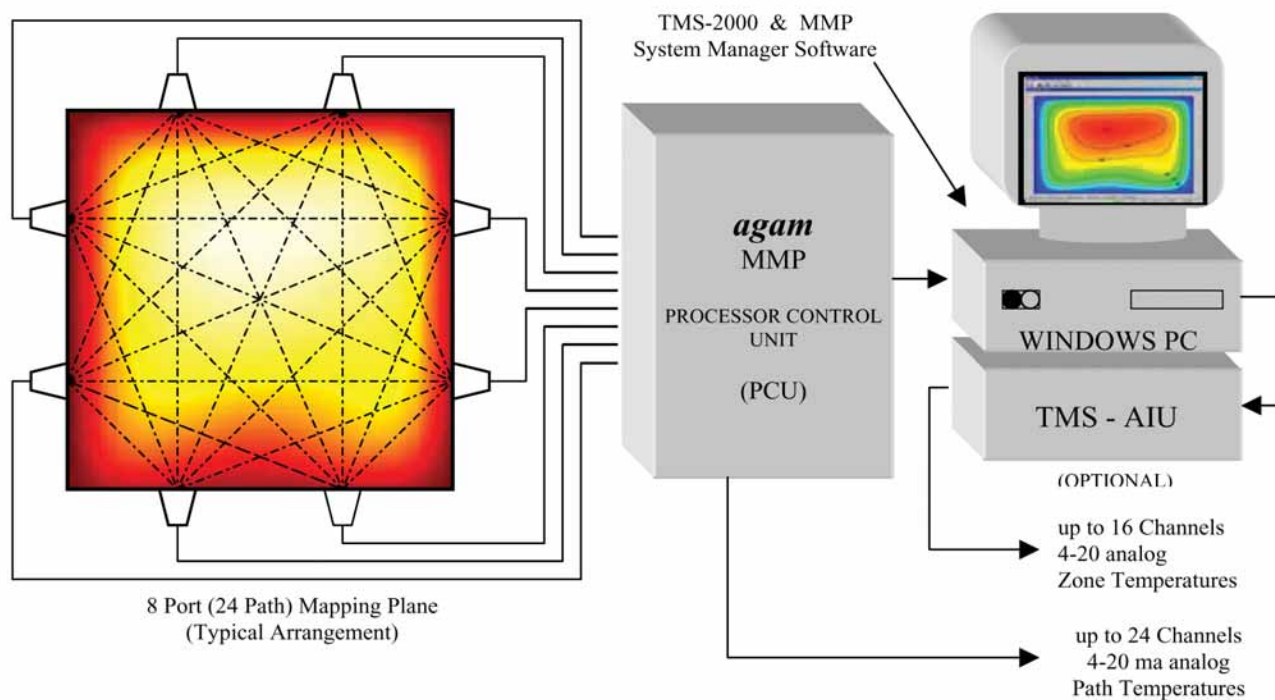 TMS-2000 & MMP
System Manager Software
agam
MMP
PROCESSOR CONTROL
UNIT
(PCU)
WINDOWS PC
TMS - AIU
(OPTIONAL)
up to 16 Channels
4-20 analog
Zone Temperatures
8 Port (24 Path) Mapping Plane
(Typical Arrangement)
up to 24 Channels
4-20 ma analog
Path Temperatures